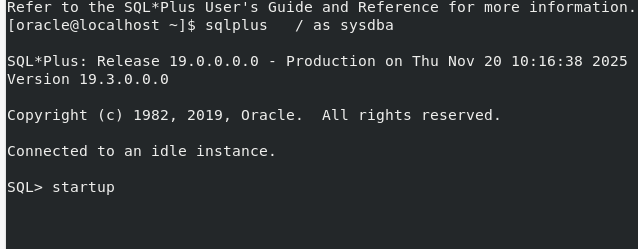 Refer to the SQL*Plus User's Guide and Reference for more information.
[oracle@localhost ~]$ sqlplus   / as sysdba
SQL*Plus: Release 19.0.0.0.0 - Production on Thu Nov 20 10:16:38 2025
Version 19.3.0.0.0
Copyright (c) 1982, 2019, Oracle.  All rights reserved.
Connected to an idle instance.
SQL> startup